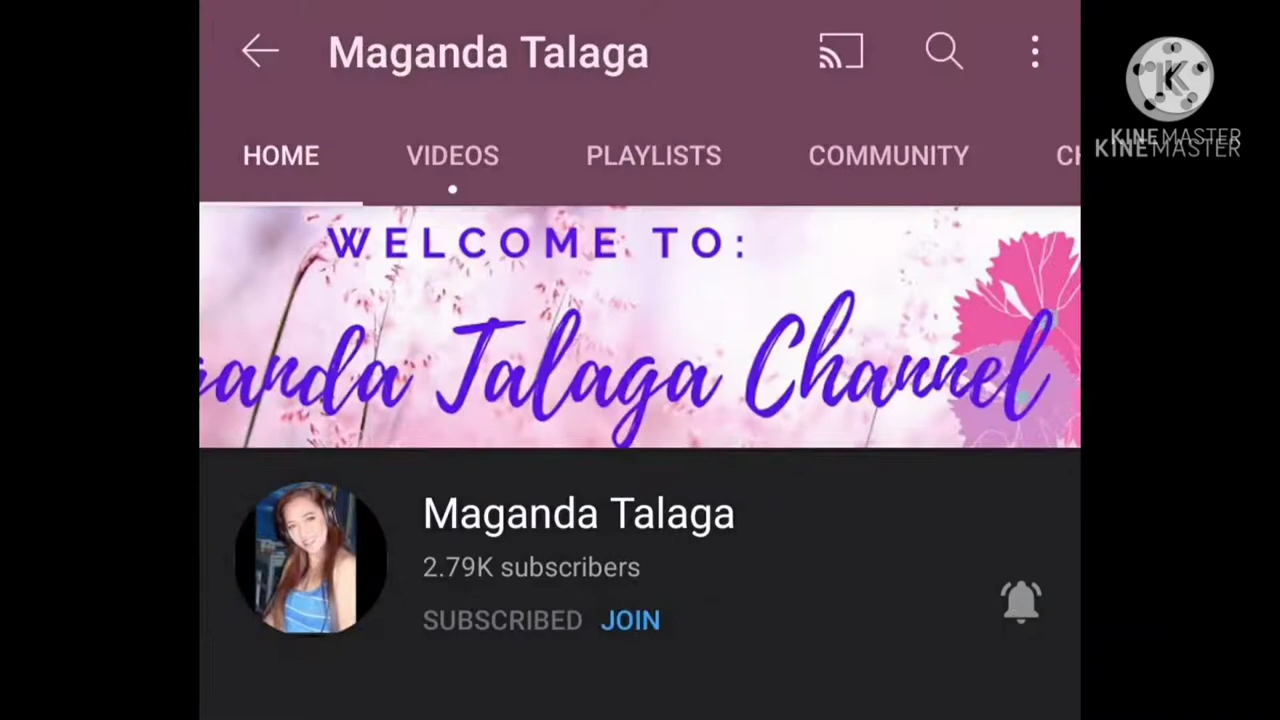 Maganda Talaga
K
KINEMASTER
KINEMASTER
HOME VIDEOS PLAYLISTS COMMUNITY
WELCOME TO:
anda Talaga Channel
Maganda Talaga
2.79K subscribers
SUBSCRIBED JOIN